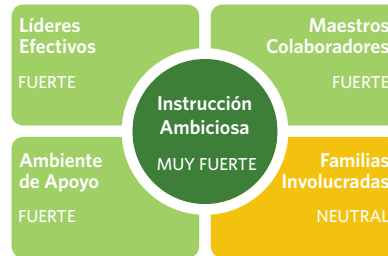 Líderes
Efectivos
FUERTE
Maestros
Colaboradores
FUERTE
Instrucción
Ambiciosa
MUY FUERTE
Ambiente
de Apoyo
FUERTE
Familias
Involucradas
NEUTRAL